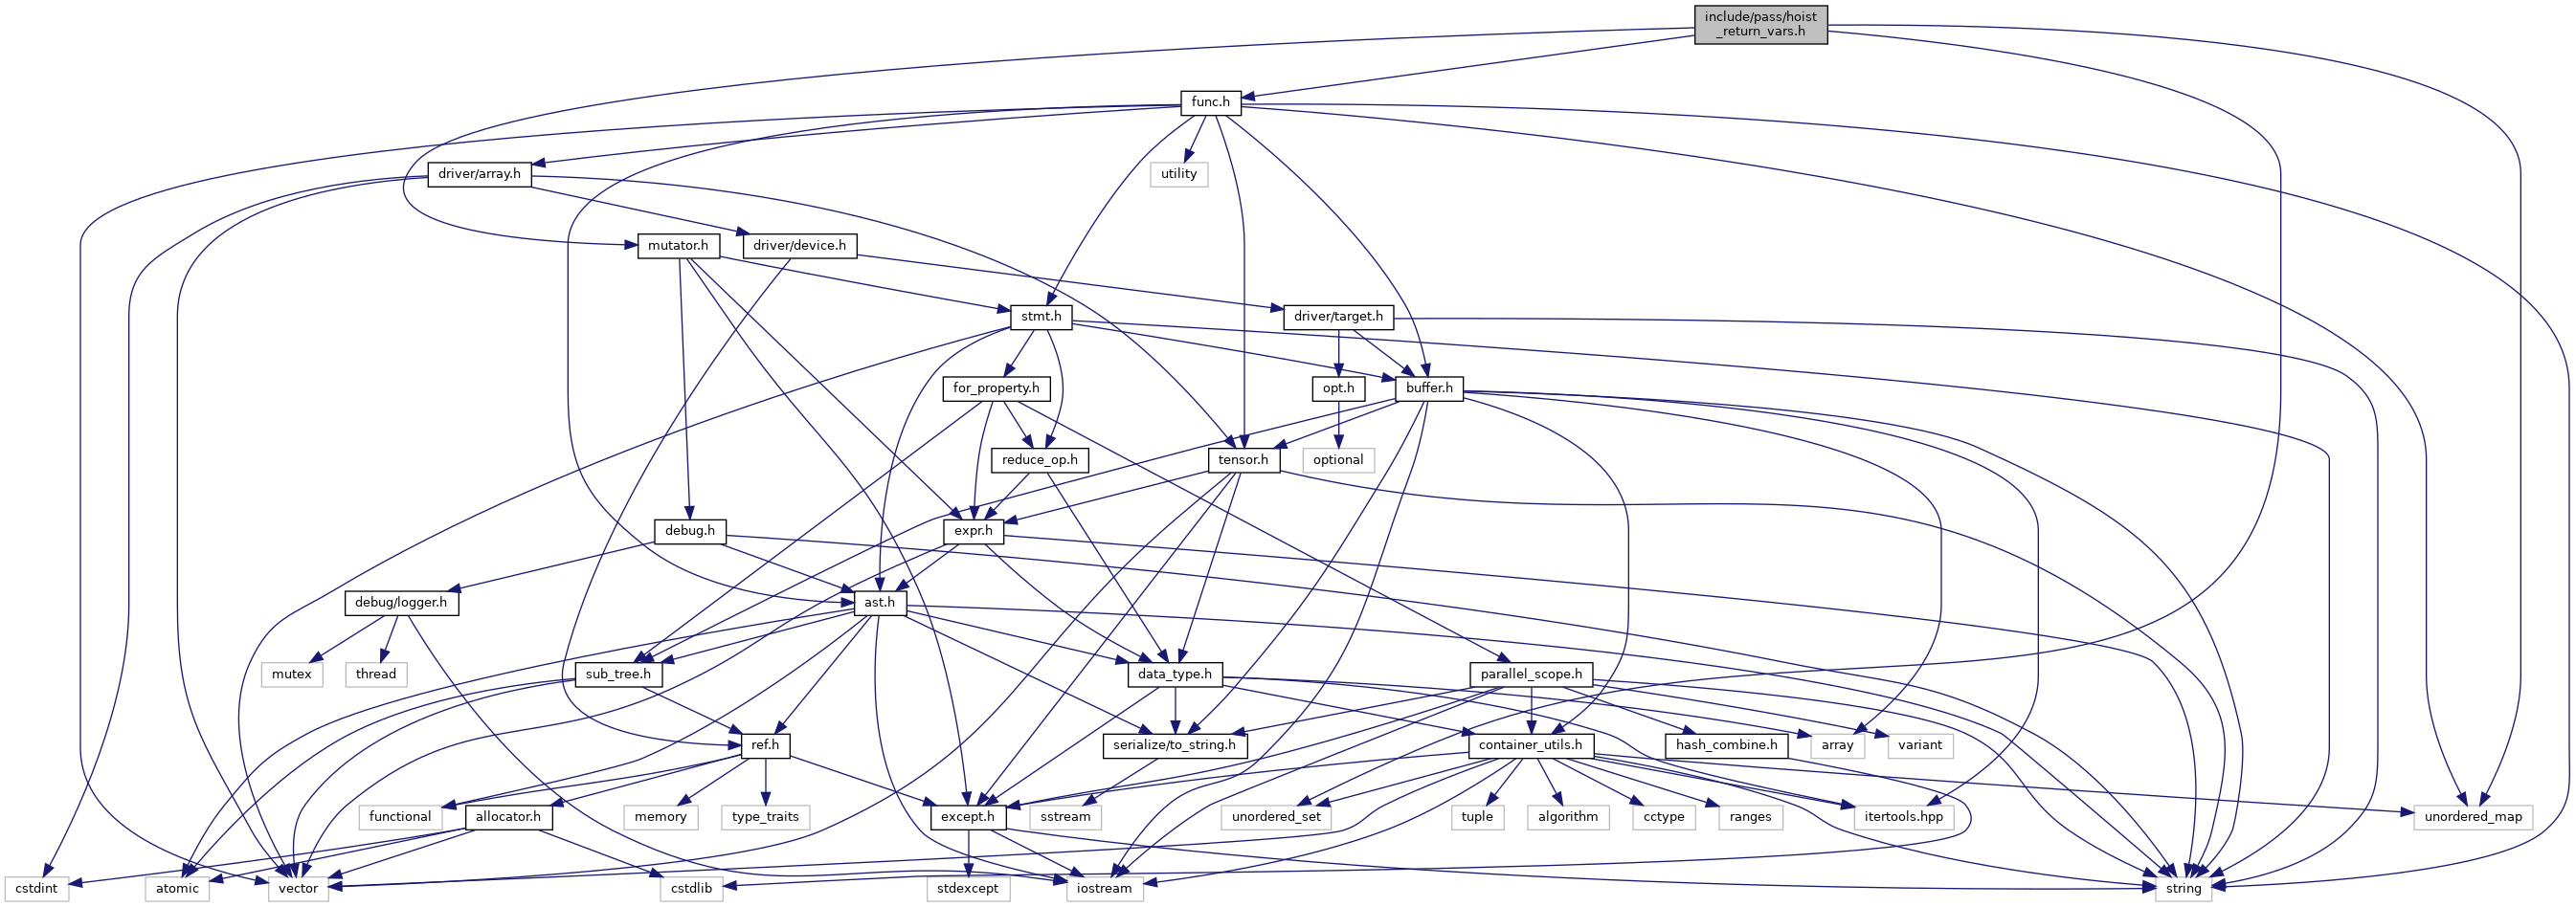 include/pass/hoist
_return_vars.h
func.h
driver/array.h
utility
mutator.h
driver/device.h
stmt.h
driver/target.h
for_property.h
opt.h
buffer.h
reduce_op.h
tensor.h
optional
debug.h
expr.h
debug/logger.h
ast.h
mutex
thread
sub_tree.h
data_type.h
parallel_scope.h
ref.h
serialize/to_string.h
container_utils.h
hash_combine.h
array
variant
functional
allocator.h
memory
type_traits
except.h
sstream
unordered_set
tuple
algorithm
cctype
ranges
itertools.hpp
unordered_map
cstdint
atomic
vector
cstdlib
stdexcept
iostream
string